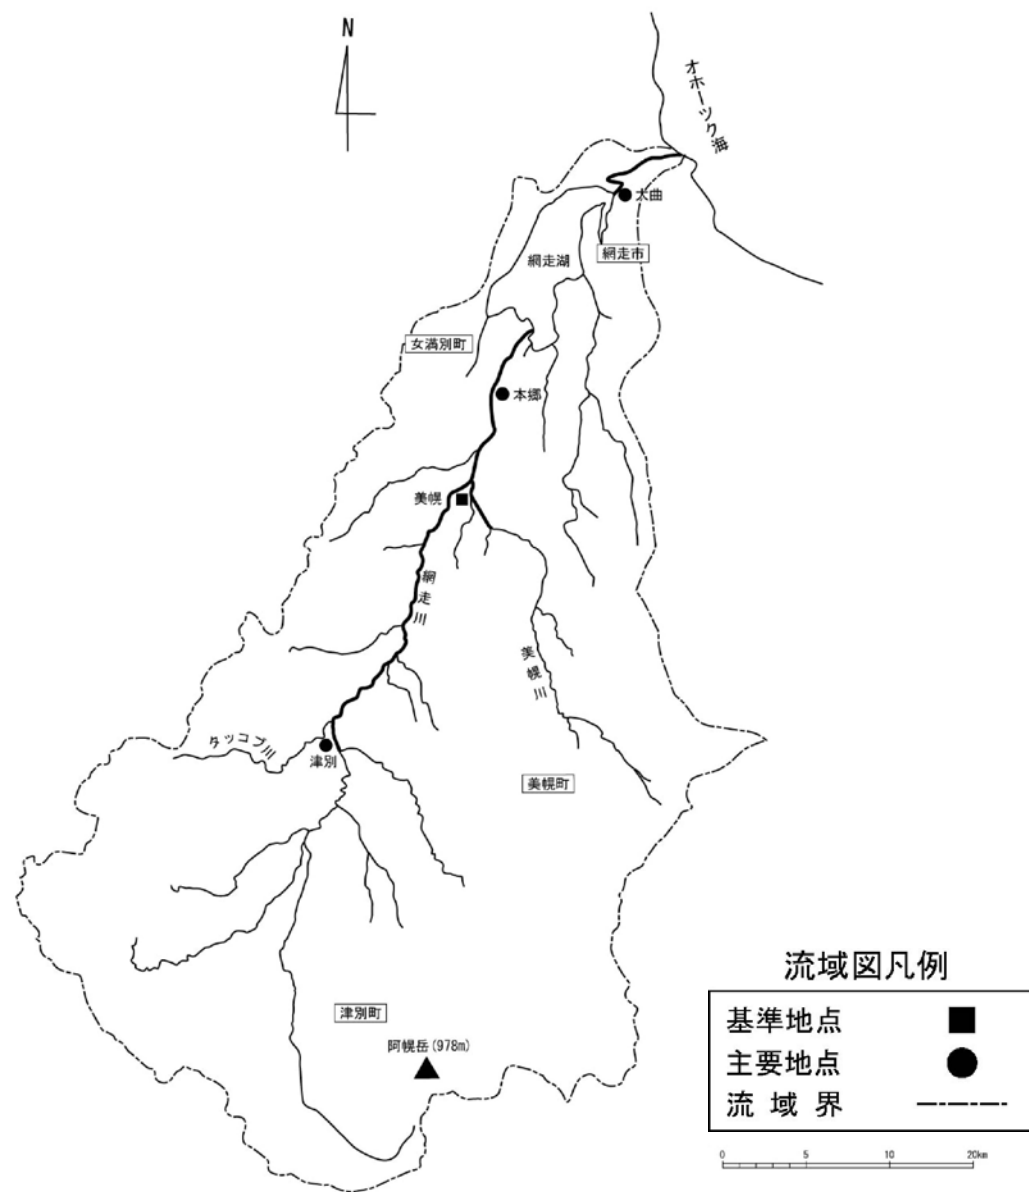 N
オホーツク海
大曲
網走湖
網走市
女満別町
本郷
美幌
網走川
美幌川
タッコブ川
津別
美幌町
津別町
阿幌岳(978m)
流域図凡例
基準地点
主要地点
流域界
0 5 10 20km